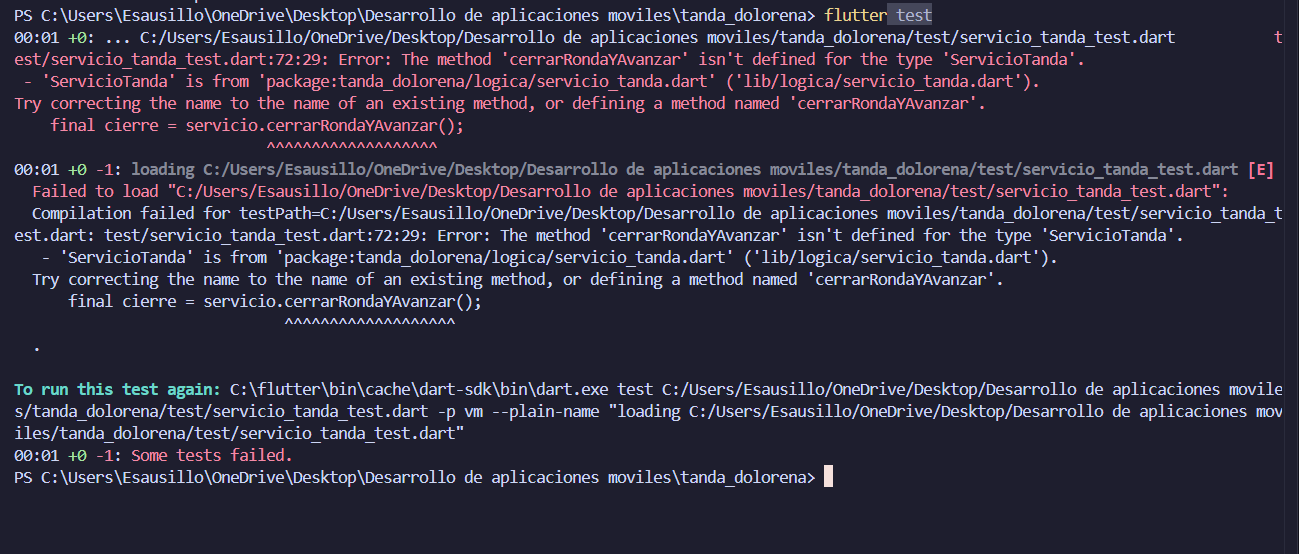 PS C:\Users\Esausillo\OneDrive\Desktop\Desarrollo de aplicaciones moviles\tanda_dolorena> flutter test
00:01 +0: ... C:/Users/Esausillo/OneDrive/Desktop/Desarrollo de aplicaciones moviles/tanda_dolorena/test/servicio_tanda_test.dart t
est/servicio_tanda_test.dart:72:29: Error: The method 'cerrarRondaYAvanzar' isn't defined for the type 'ServicioTanda'.
- 'ServicioTanda' is from 'package:tanda_dolorena/logica/servicio_tanda.dart' ('lib/logica/servicio_tanda.dart').
Try correcting the name to the name of an existing method, or defining a method named 'cerrarRondaYAvanzar'.
final cierre = servicio.cerrarRondaYAvanzar();
^^^^^^^^^^^^^^^^^^^
00:01 +0 -1: loading C:/Users/Esausillo/OneDrive/Desktop/Desarrollo de aplicaciones moviles/tanda_dolorena/test/servicio_tanda_test.dart [E]
Failed to load "C:/Users/Esausillo/OneDrive/Desktop/Desarrollo de aplicaciones moviles/tanda_dolorena/test/servicio_tanda_test.dart":
Compilation failed for testPath=C:/Users/Esausillo/OneDrive/Desktop/Desarrollo de aplicaciones moviles/tanda_dolorena/test/servicio_tanda_t
est.dart: test/servicio_tanda_test.dart:72:29: Error: The method 'cerrarRondaYAvanzar' isn't defined for the type 'ServicioTanda'.
- 'ServicioTanda' is from 'package:tanda_dolorena/logica/servicio_tanda.dart' ('lib/logica/servicio_tanda.dart').
Try correcting the name to the name of an existing method, or defining a method named 'cerrarRondaYAvanzar'.
final cierre = servicio.cerrarRondaYAvanzar();
^^^^^^^^^^^^^^^^^^^
.
To run this test again: C:\flutter\bin\cache\dart-sdk\bin\dart.exe test C:/Users/Esausillo/OneDrive/Desktop/Desarrollo de aplicaciones movile
s/tanda_dolorena/test/servicio_tanda_test.dart -p vm --plain-name "loading C:/Users/Esausillo/OneDrive/Desktop/Desarrollo de aplicaciones mov
iles/tanda_dolorena/test/servicio_tanda_test.dart"
00:01 +0 -1: Some tests failed.
PS C:\Users\Esausillo\OneDrive\Desktop\Desarrollo de aplicaciones moviles\tanda_dolorena>